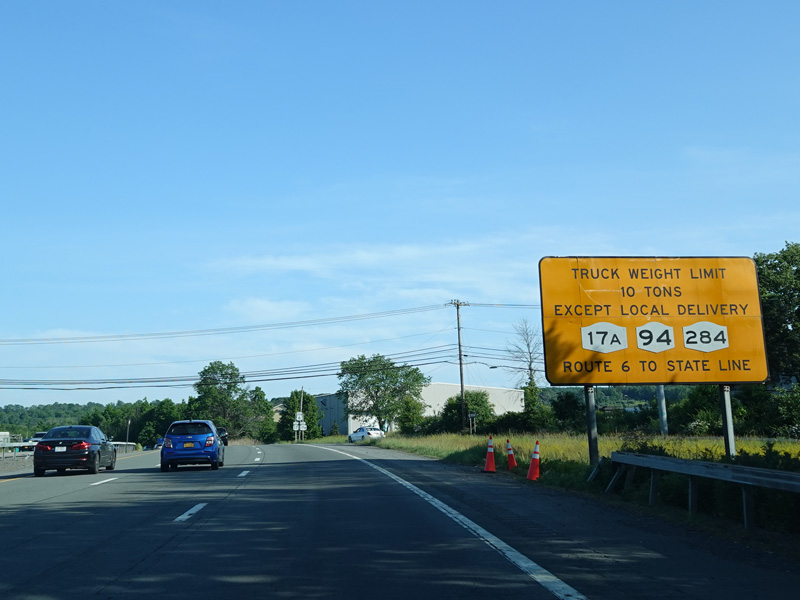 TRUCK WEIGHT LIMIT
10 TONS
EXCEPT LOCAL DELIVERY
17A 94 284
ROUTE 6 TO STATE LINE